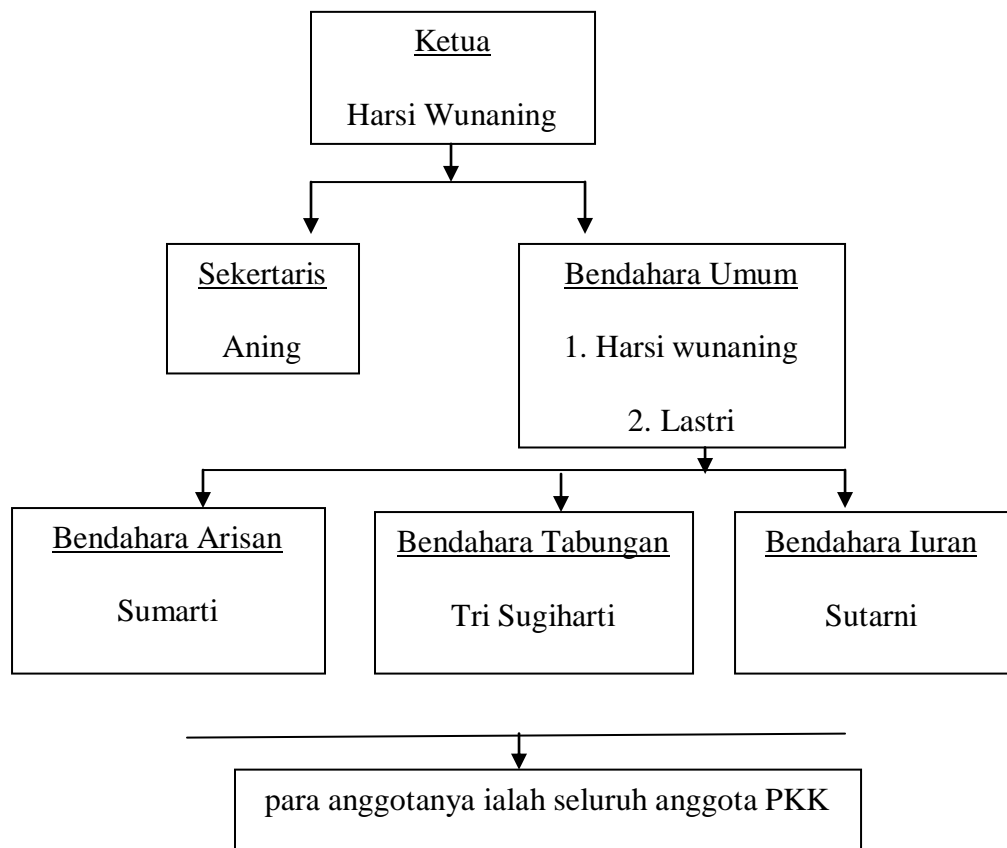 Ketua
Harsi Wunaning
Sekertaris
Aning
Bendahara Umum
1. Harsi wunaning
2. Lastri
Bendahara Arisan
Sumarti
Bendahara Tabungan
Tri Sugiharti
Bendahara Iuran
Sutarni
para anggotanya ialah seluruh anggota PKK